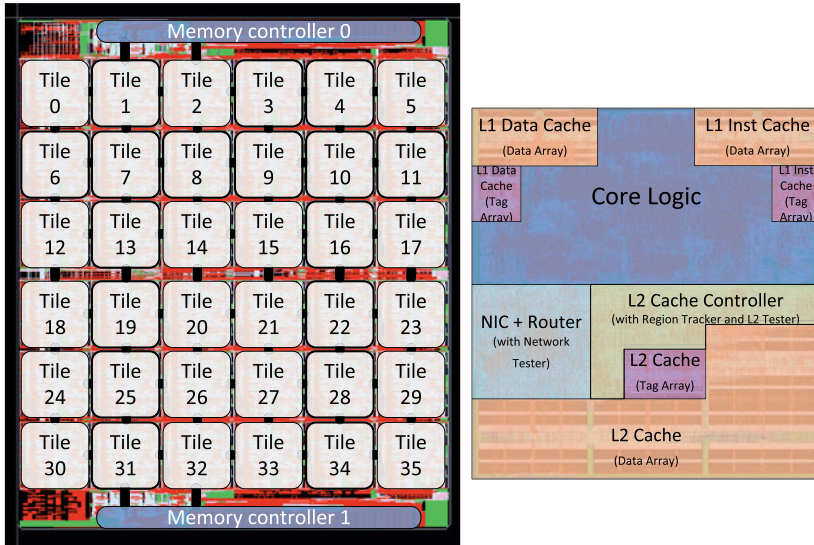 Memory controller 0
Tile 0
Tile 1
Tile 2
Tile 3
Tile 4
Tile 5
Tile 6
Tile 7
Tile 8
Tile 9
Tile 10
Tile 11
Tile 12
Tile 13
Tile 14
Tile 15
Tile 16
Tile 17
Tile 18
Tile 19
Tile 20
Tile 21
Tile 22
Tile 23
Tile 24
Tile 25
Tile 26
Tile 27
Tile 28
Tile 29
Tile 30
Tile 31
Tile 32
Tile 33
Tile 34
Tile 35
Memory controller 1
L1 Data Cache
(Data Array)
L1 Inst Cache
(Data Array)
L1 Data
Cache
(Tag
Array)
Core Logic
L1 Inst
Cache
(Tag
Array)
NIC + Router
(with Network
Tester)
L2 Cache Controller
(with Region Tracker and L2 Tester)
L2 Cache
(Tag Array)
L2 Cache
(Data Array)